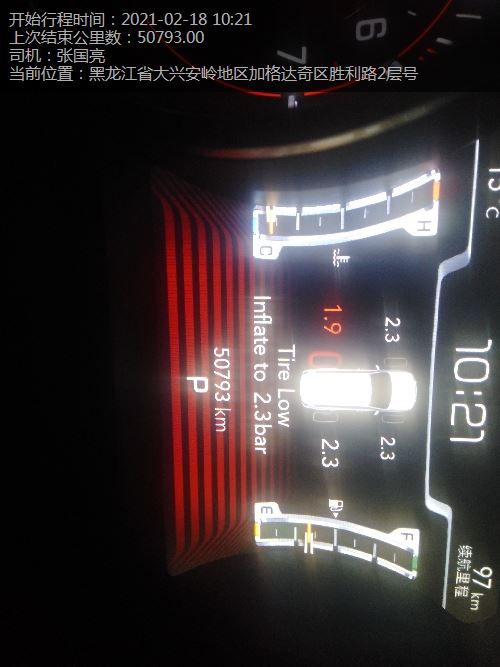 开始行程时间：2021-02-18 10:21
上次结束公里数：50793.00
司机：张国亮
当前位置：黑龙江省大兴安岭地区加格达奇区胜利路2层号
6
7
C
H
15°C
10:21
2.3
2.3
1.9
2.3
Tire Low
Inflate to 2.3bar
50793 km
P
E
F
97 km
续航里程